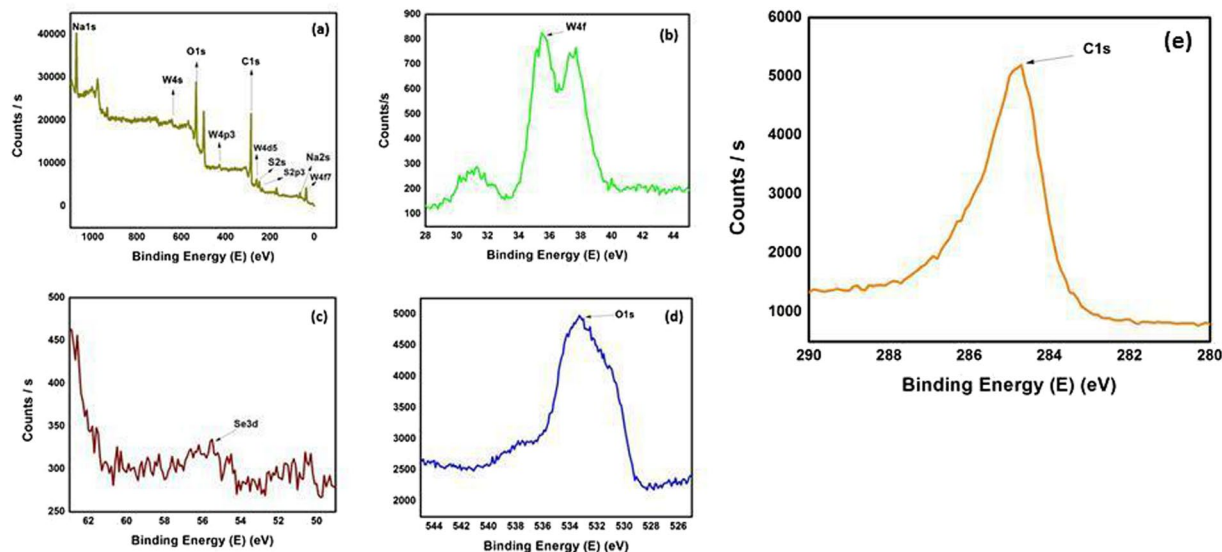 (a)
Na1s
O1s
C1s
W4s
W4p3
W4d5
S2s
S2p3
Na2s
W4f7
40000
30000
20000
10000
0
Counts / s
1000 800 600 400 200 0
Binding Energy (E) (eV)
(b)
W4f
900
800
700
600
500
400
300
200
100
Counts/s
28 30 32 34 36 38 40 42 44
Binding Energy (E) (eV)
(c)
Se3d
500
450
400
350
300
250
Counts / s
62 60 58 56 54 52 50
Binding Energy (E) (eV)
(d)
O1s
5000
4500
4000
3500
3000
2500
2000
Counts / s
544 542 540 538 536 534 532 530 528 526
Binding Energy (E) (eV)
(e)
C1s
6000
5000
4000
3000
2000
1000
Counts / s
290 288 286 284 282 280
Binding Energy (E) (eV)